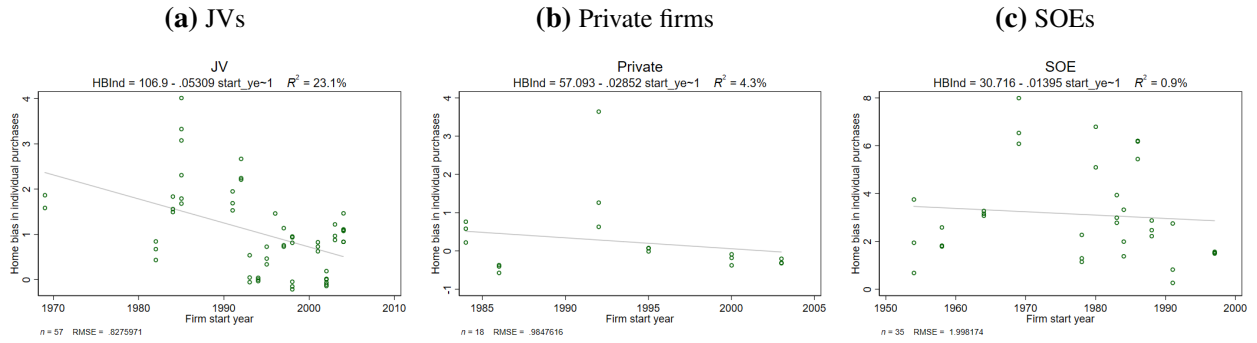 (a) JVs
JV
HBInd = 106.9 - .05309 start_ye~1 R² = 23.1%
Home bias in individual purchases
4
3
2
1
0
1970 1980 1990 2000 2010
Firm start year
n = 57 RMSE = .8275971
(b) Private firms
Private
HBInd = 57.093 - .02852 start_ye~1 R² = 4.3%
Home bias in individual purchases
4
3
2
1
0
-1
1985 1990 1995 2000 2005
Firm start year
n = 18 RMSE = .9847616
(c) SOEs
SOE
HBInd = 30.716 - .01395 start_ye~1 R² = 0.9%
Home bias in individual purchases
8
6
4
2
0
1950 1960 1970 1980 1990 2000
Firm start year
n = 35 RMSE = 1.998174